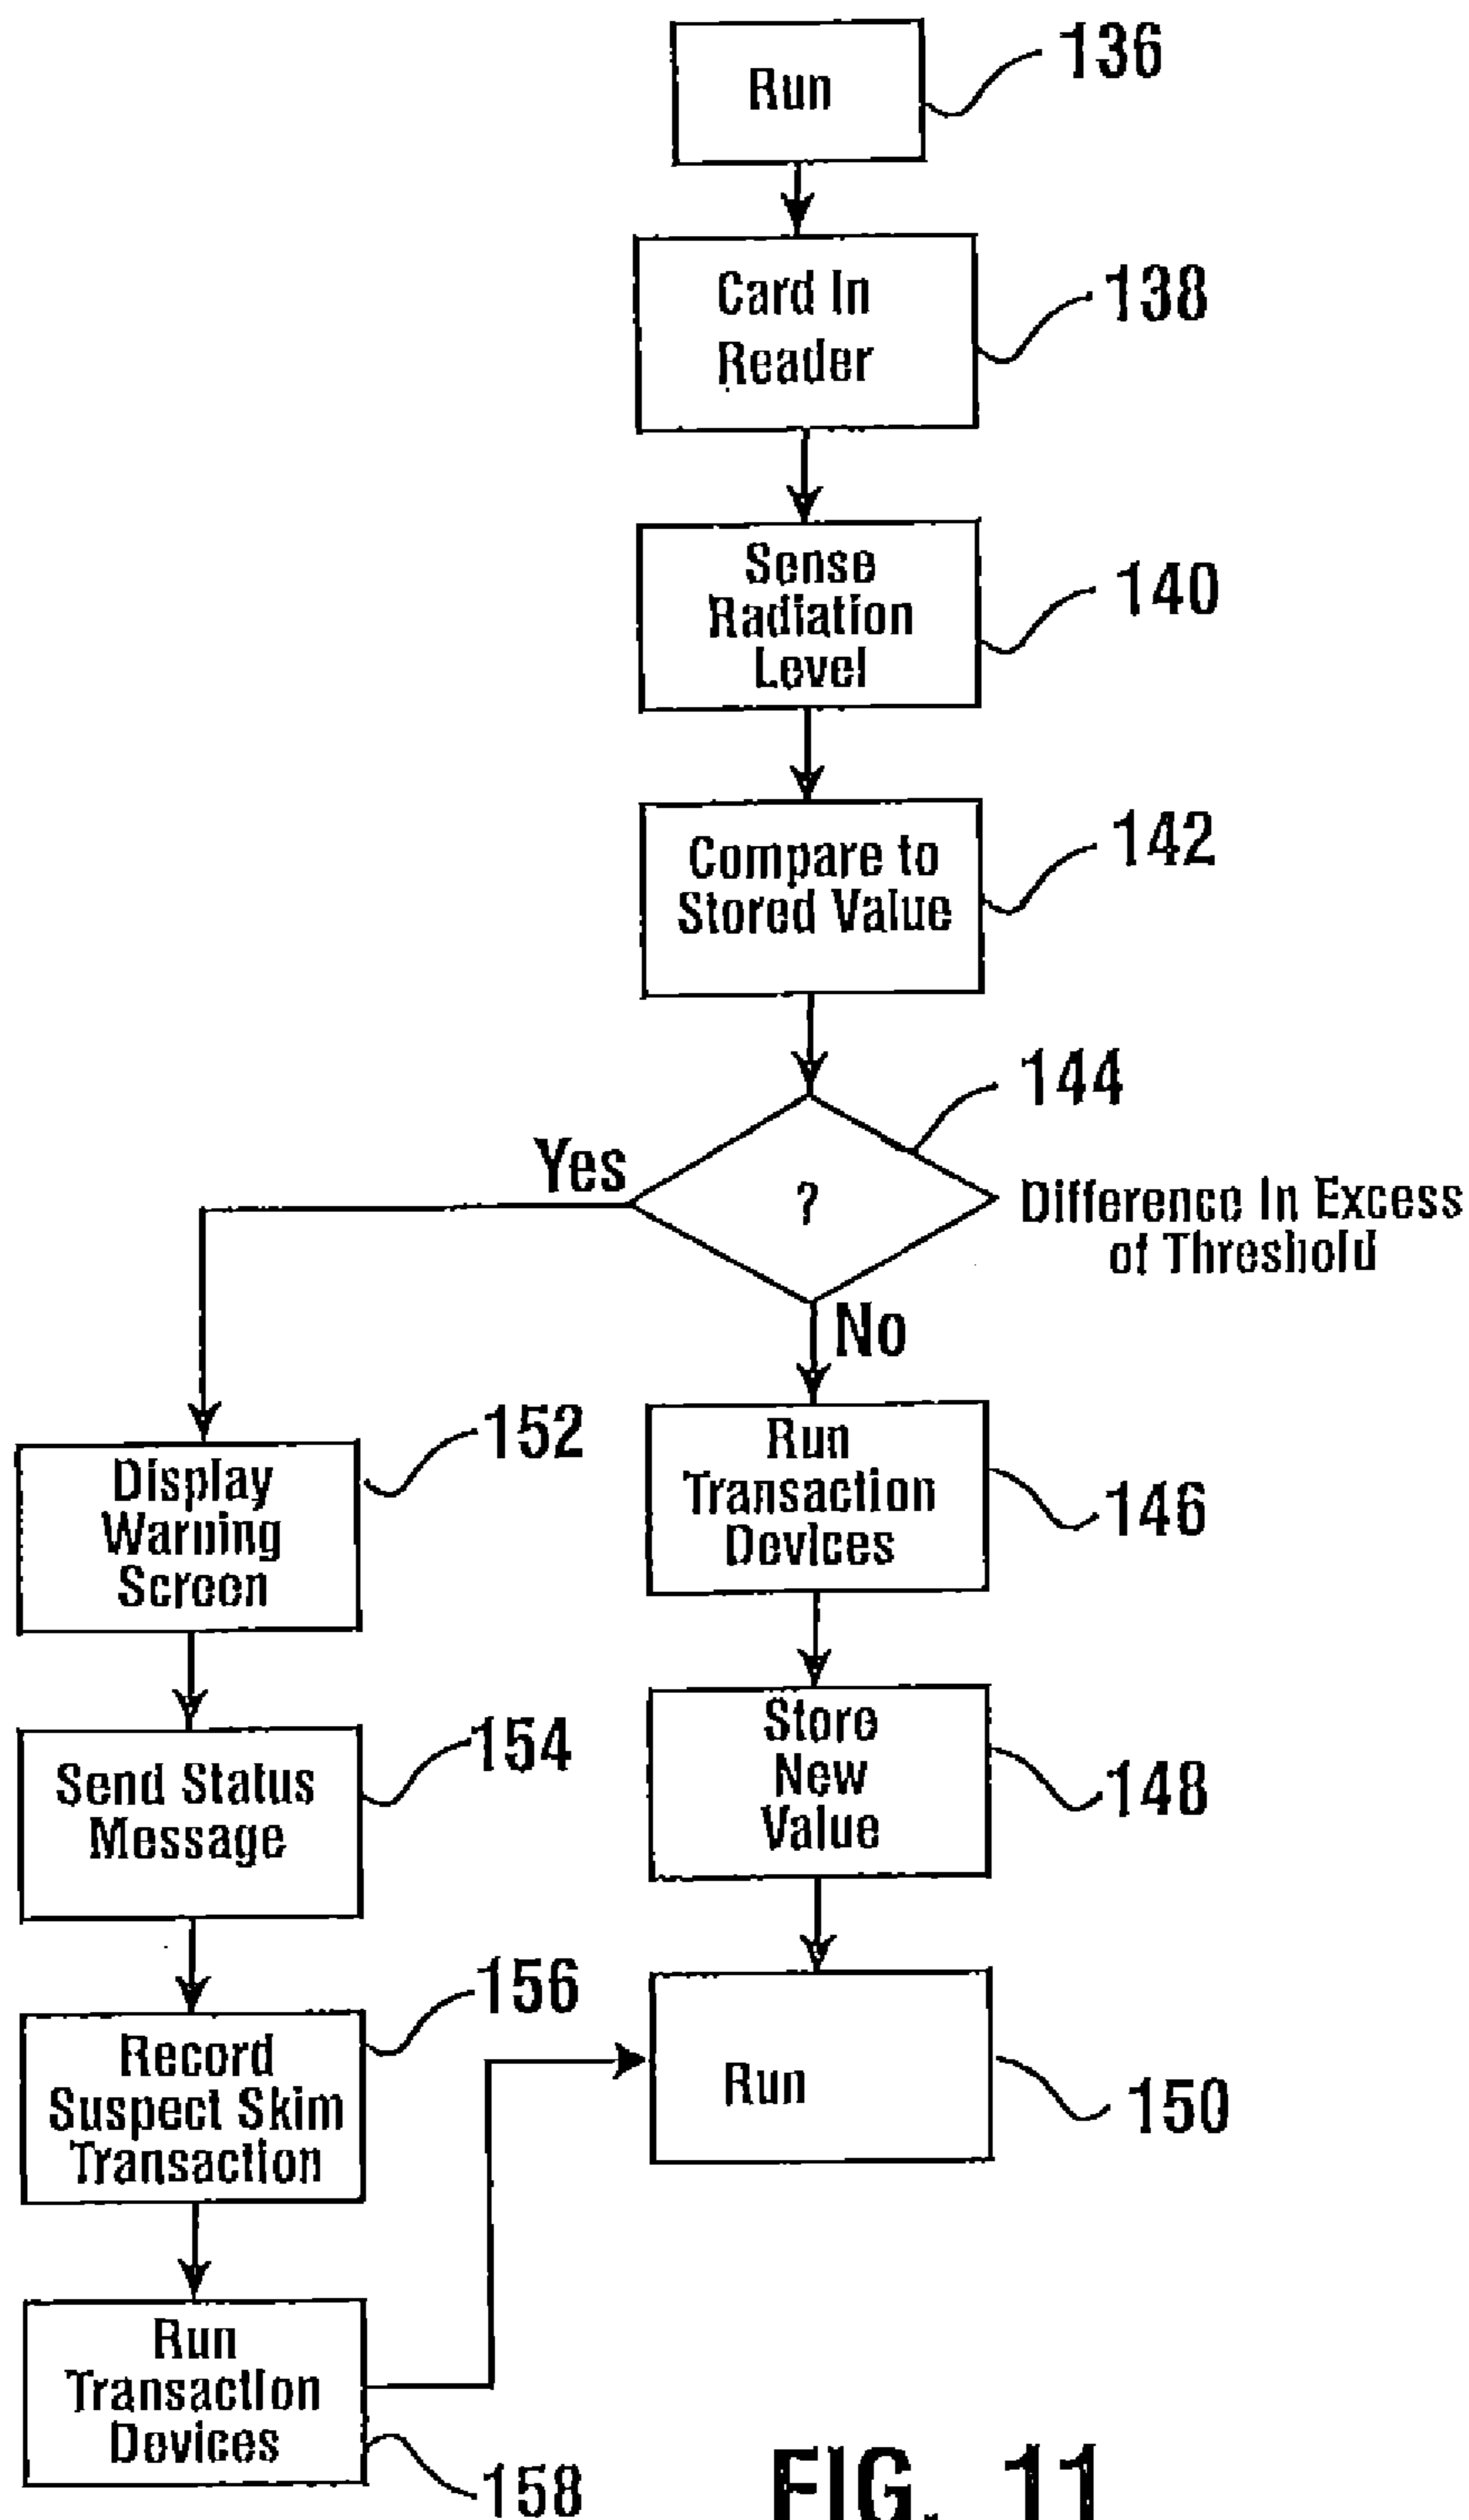 Run
136
Card In
Reader
138
Sense
Radiation
Level
140
Compare to
Stored Value
142
144
Yes
?
Difference In Excess
of Threshold
No
Display
Warning
Screen
152
Run
Transaction
Devices
146
Send Status
Message
154
Store
New
Value
148
Record
Suspect Skim
Transaction
156
Run
150
Run
Transaction
Devices
158
FIG. 11